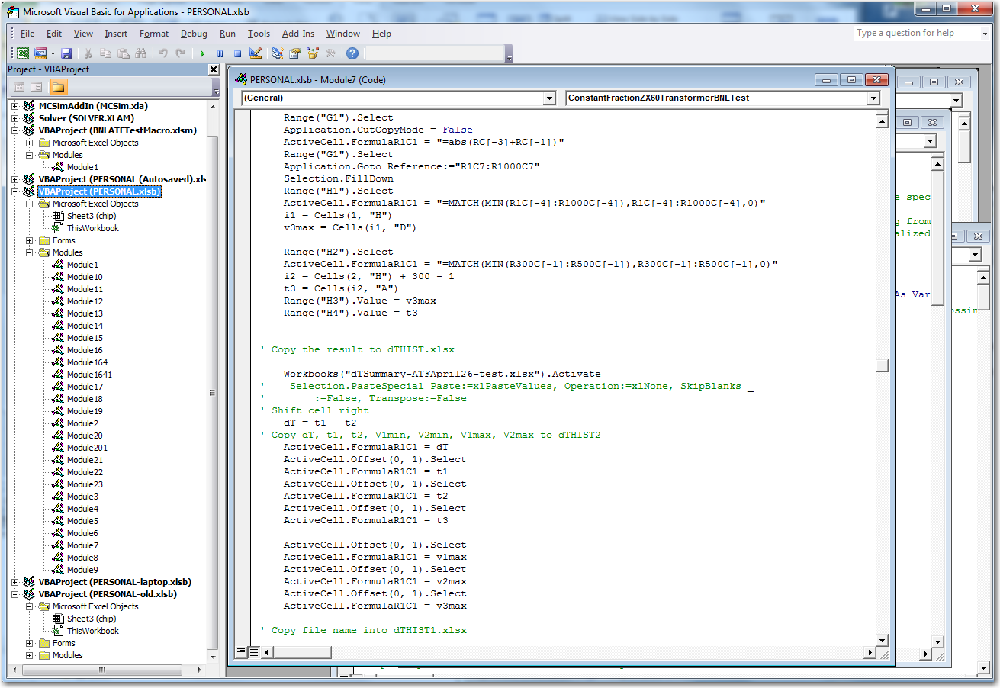 Microsoft Visual Basic for Applications - PERSONAL.xlsb
File Edit View Insert Format Debug Run Tools Add-Ins Window Help
Type a question for help
Project - VBAProject
MCSimAddIn (MCSim.xla)
Solver (SOLVER.XLAM)
VBAProject (BNLATFTestMacro.xlsm)
Microsoft Excel Objects
Modules
Module1
VBAProject (PERSONAL (Autosaved).xls
VBAProject (PERSONAL.xlsb)
Microsoft Excel Objects
Sheet3 (chip)
ThisWorkbook
Forms
Modules
Module1
Module10
Module11
Module12
Module13
Module14
Module15
Module16
Module164
Module1641
Module17
Module18
Module19
Module2
Module20
Module201
Module21
Module22
Module23
Module3
Module4
Module5
Module6
Module7
Module8
Module9
VBAProject (PERSONAL-laptop.xlsb)
VBAProject (PERSONAL-old.xlsb)
Microsoft Excel Objects
Sheet3 (chip)
ThisWorkbook
Forms
Modules
PERSONAL.xlsb - Module7 (Code)
(General)
ConstantFractionZX60TransformerBNLTest
Range("G1").Select
Application.CutCopyMode = False
ActiveCell.FormulaR1C1 = "=abs(RC[-3]+RC[-1])"
Range("G1").Select
Application.Goto Reference:="R1C7:R1000C7"
Selection.FillDown
Range("H1").Select
ActiveCell.FormulaR1C1 = "=MATCH(MIN(R1C[-4]:R1000C[-4]),R1C[-4]:R1000C[-4],0)"
i1 = Cells(1, "H")
v3max = Cells(i1, "D")
Range("H2").Select
ActiveCell.FormulaR1C1 = "=MATCH(MIN(R300C[-1]:R500C[-1]),R300C[-1]:R500C[-1],0)"
i2 = Cells(2, "H") + 300 - 1
t3 = Cells(i2, "A")
Range("H3").Value = v3max
Range("H4").Value = t3
' Copy the result to dTHIST.xlsx
Workbooks("dTSummary-ATFApril26-test.xlsx").Activate
' Selection.PasteSpecial Paste:=xlPasteValues, Operation:=xlNone, SkipBlanks _
' :=False, Transpose:=False
' Shift cell right
dT = t1 - t2
' Copy dT, t1, t2, V1min, V2min, V1max, V2max to dTHIST2
ActiveCell.FormulaR1C1 = dT
ActiveCell.Offset(0, 1).Select
ActiveCell.FormulaR1C1 = t1
ActiveCell.Offset(0, 1).Select
ActiveCell.FormulaR1C1 = t2
ActiveCell.Offset(0, 1).Select
ActiveCell.FormulaR1C1 = t3
ActiveCell.Offset(0, 1).Select
ActiveCell.FormulaR1C1 = v1max
ActiveCell.Offset(0, 1).Select
ActiveCell.FormulaR1C1 = v2max
ActiveCell.Offset(0, 1).Select
ActiveCell.FormulaR1C1 = v3max
' Copy file name into dTHIST1.xlsx
e spec
g from
alized
As Var
ossin